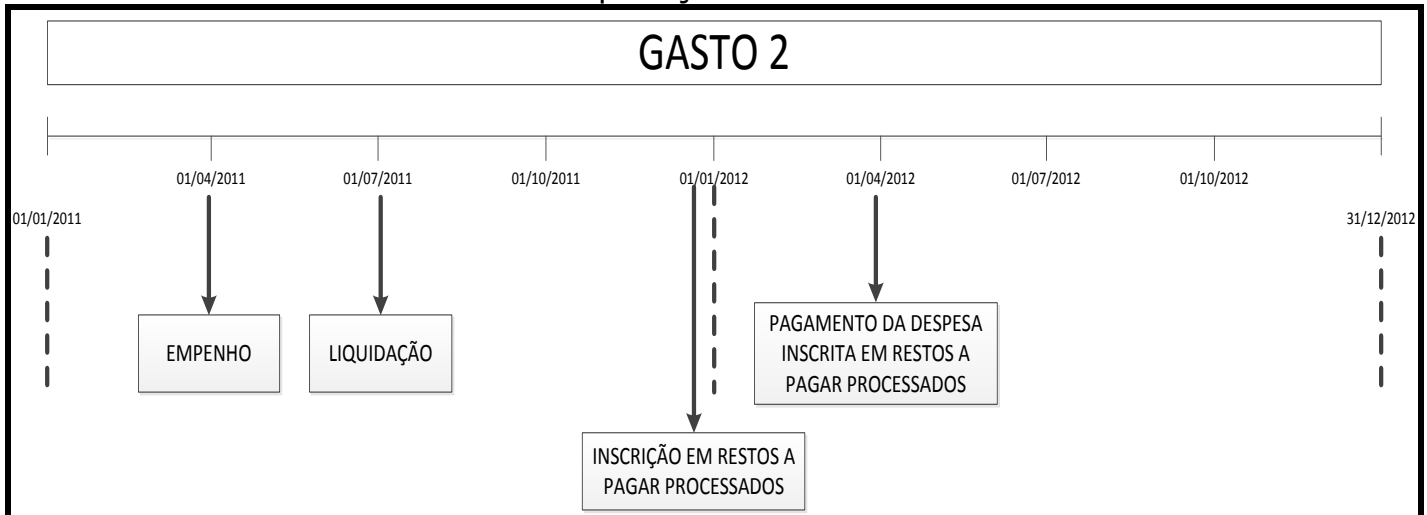 GASTO 2
01/04/2011
01/07/2011
01/10/2011
01/01/2012
01/04/2012
01/07/2012
01/10/2012
01/01/2011
31/12/2012
EMPENHO
LIQUIDAÇÃO
PAGAMENTO DA DESPESA
INSCRITA EM RESTOS A
PAGAR PROCESSADOS
INSCRIÇÃO EM RESTOS A
PAGAR PROCESSADOS